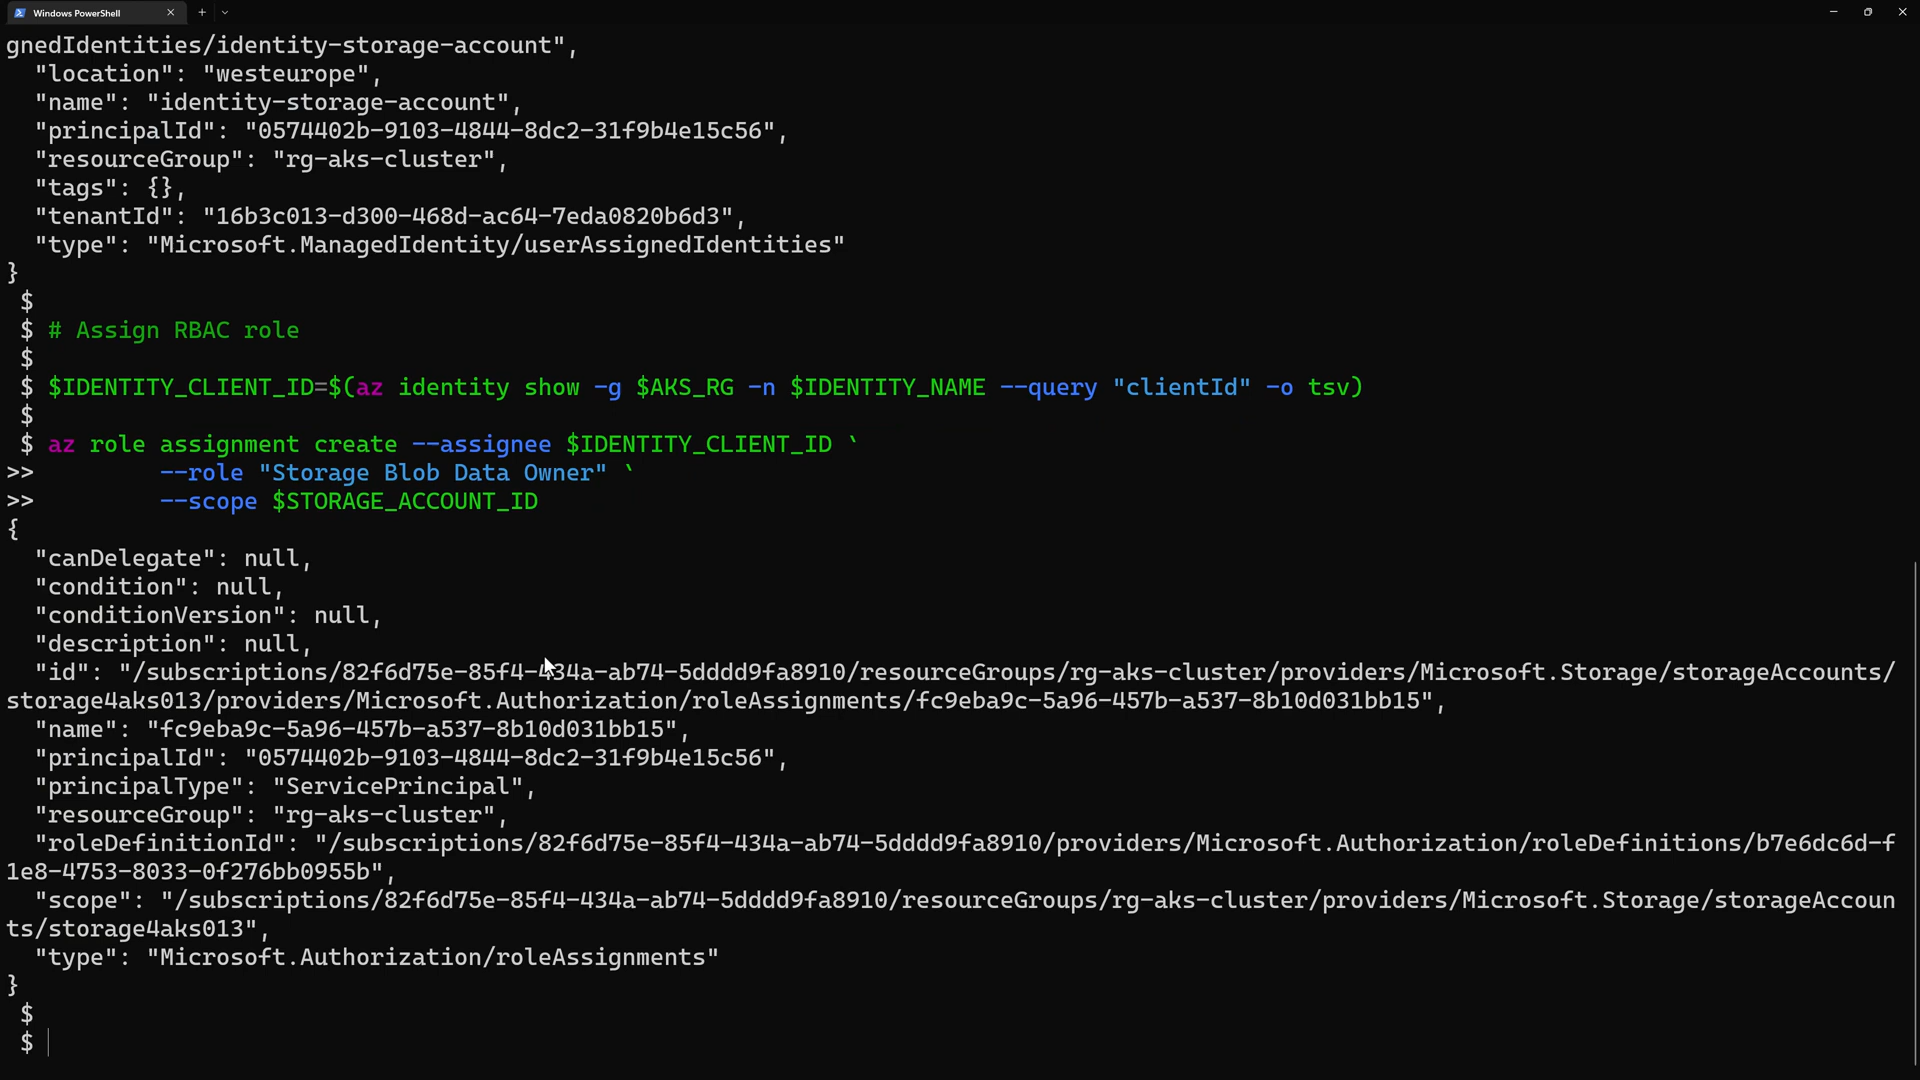 Windows PowerShell
gnedIdentities/identity-storage-account",
"location": "westeurope",
"name": "identity-storage-account",
"principalId": "0574402b-9103-4844-8dc2-31f9b4e15c56",
"resourceGroup": "rg-aks-cluster",
"tags": {},
"tenantId": "16b3c013-d300-468d-ac64-7eda0820b6d3",
"type": "Microsoft.ManagedIdentity/userAssignedIdentities"
}
$
$ # Assign RBAC role
$
$ $IDENTITY_CLIENT_ID=$(az identity show -g $AKS_RG -n $IDENTITY_NAME --query "clientId" -o tsv)
$
$ az role assignment create --assignee $IDENTITY_CLIENT_ID `
>> --role "Storage Blob Data Owner" `
>> --scope $STORAGE_ACCOUNT_ID
{
"canDelegate": null,
"condition": null,
"conditionVersion": null,
"description": null,
"id": "/subscriptions/82f6d75e-85f4-434a-ab74-5dddd9fa8910/resourceGroups/rg-aks-cluster/providers/Microsoft.Storage/storageAccounts/
storage4aks013/providers/Microsoft.Authorization/roleAssignments/fc9eba9c-5a96-457b-a537-8b10d031bb15",
"name": "fc9eba9c-5a96-457b-a537-8b10d031bb15",
"principalId": "0574402b-9103-4844-8dc2-31f9b4e15c56",
"principalType": "ServicePrincipal",
"resourceGroup": "rg-aks-cluster",
"roleDefinitionId": "/subscriptions/82f6d75e-85f4-434a-ab74-5dddd9fa8910/providers/Microsoft.Authorization/roleDefinitions/b7e6dc6d-f
1e8-4753-8033-0f276bb0955b",
"scope": "/subscriptions/82f6d75e-85f4-434a-ab74-5dddd9fa8910/resourceGroups/rg-aks-cluster/providers/Microsoft.Storage/storageAccoun
ts/storage4aks013",
"type": "Microsoft.Authorization/roleAssignments"
}
$
$